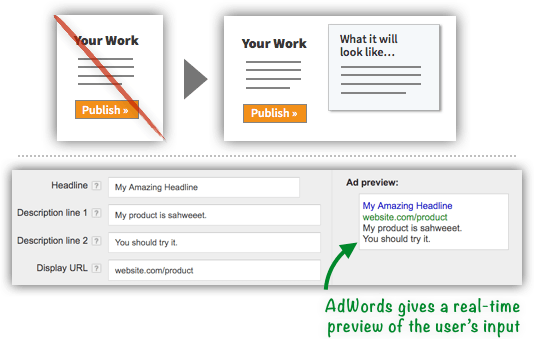 Your Work
Publish »
Your Work
Publish »
What it will
look like...
Headline ?
My Amazing Headline
Description line 1 ?
My product is sahweeet.
Description line 2 ?
You should try it.
Display URL ?
website.com/product
Ad preview:
My Amazing Headline
website.com/product
My product is sahweeet.
You should try it.
AdWords gives a real-time
preview of the user's input